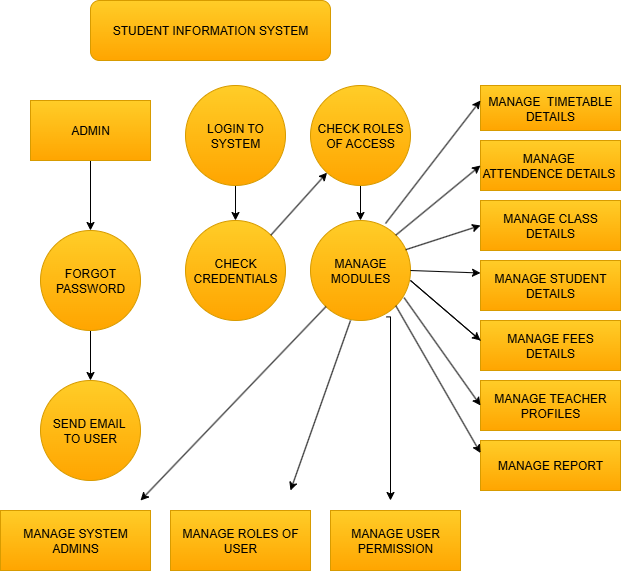 STUDENT INFORMATION SYSTEM
ADMIN
LOGIN TO
SYSTEM
CHECK ROLES
OF ACCESS
MANAGE  TIMETABLE
DETAILS
MANAGE
ATTENDENCE DETAILS
MANAGE CLASS
DETAILS
FORGOT
PASSWORD
CHECK
CREDENTIALS
MANAGE
MODULES
MANAGE STUDENT
DETAILS
MANAGE FEES
DETAILS
MANAGE TEACHER
PROFILES
SEND EMAIL
TO USER
MANAGE REPORT
MANAGE SYSTEM
ADMINS
MANAGE ROLES OF
USER
MANAGE USER
PERMISSION